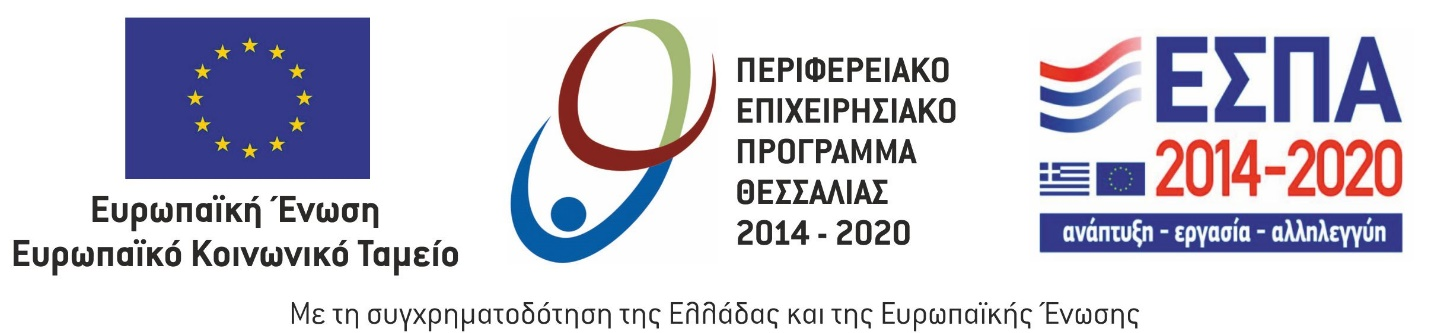 Ευρωπαϊκή Ένωση
Ευρωπαϊκό Κοινωνικό Ταμείο
ΠΕΡΙΦΕΡΕΙΑΚΟ
ΕΠΙΧΕΙΡΗΣΙΑΚΟ
ΠΡΟΓΡΑΜΜΑ
ΘΕΣΣΑΛΙΑΣ
2014 - 2020
ΕΣΠΑ
2014-2020
ανάπτυξη - εργασία - αλληλεγγύη
Με τη συγχρηματοδότηση της Ελλάδας και της Ευρωπαϊκής Ένωσης